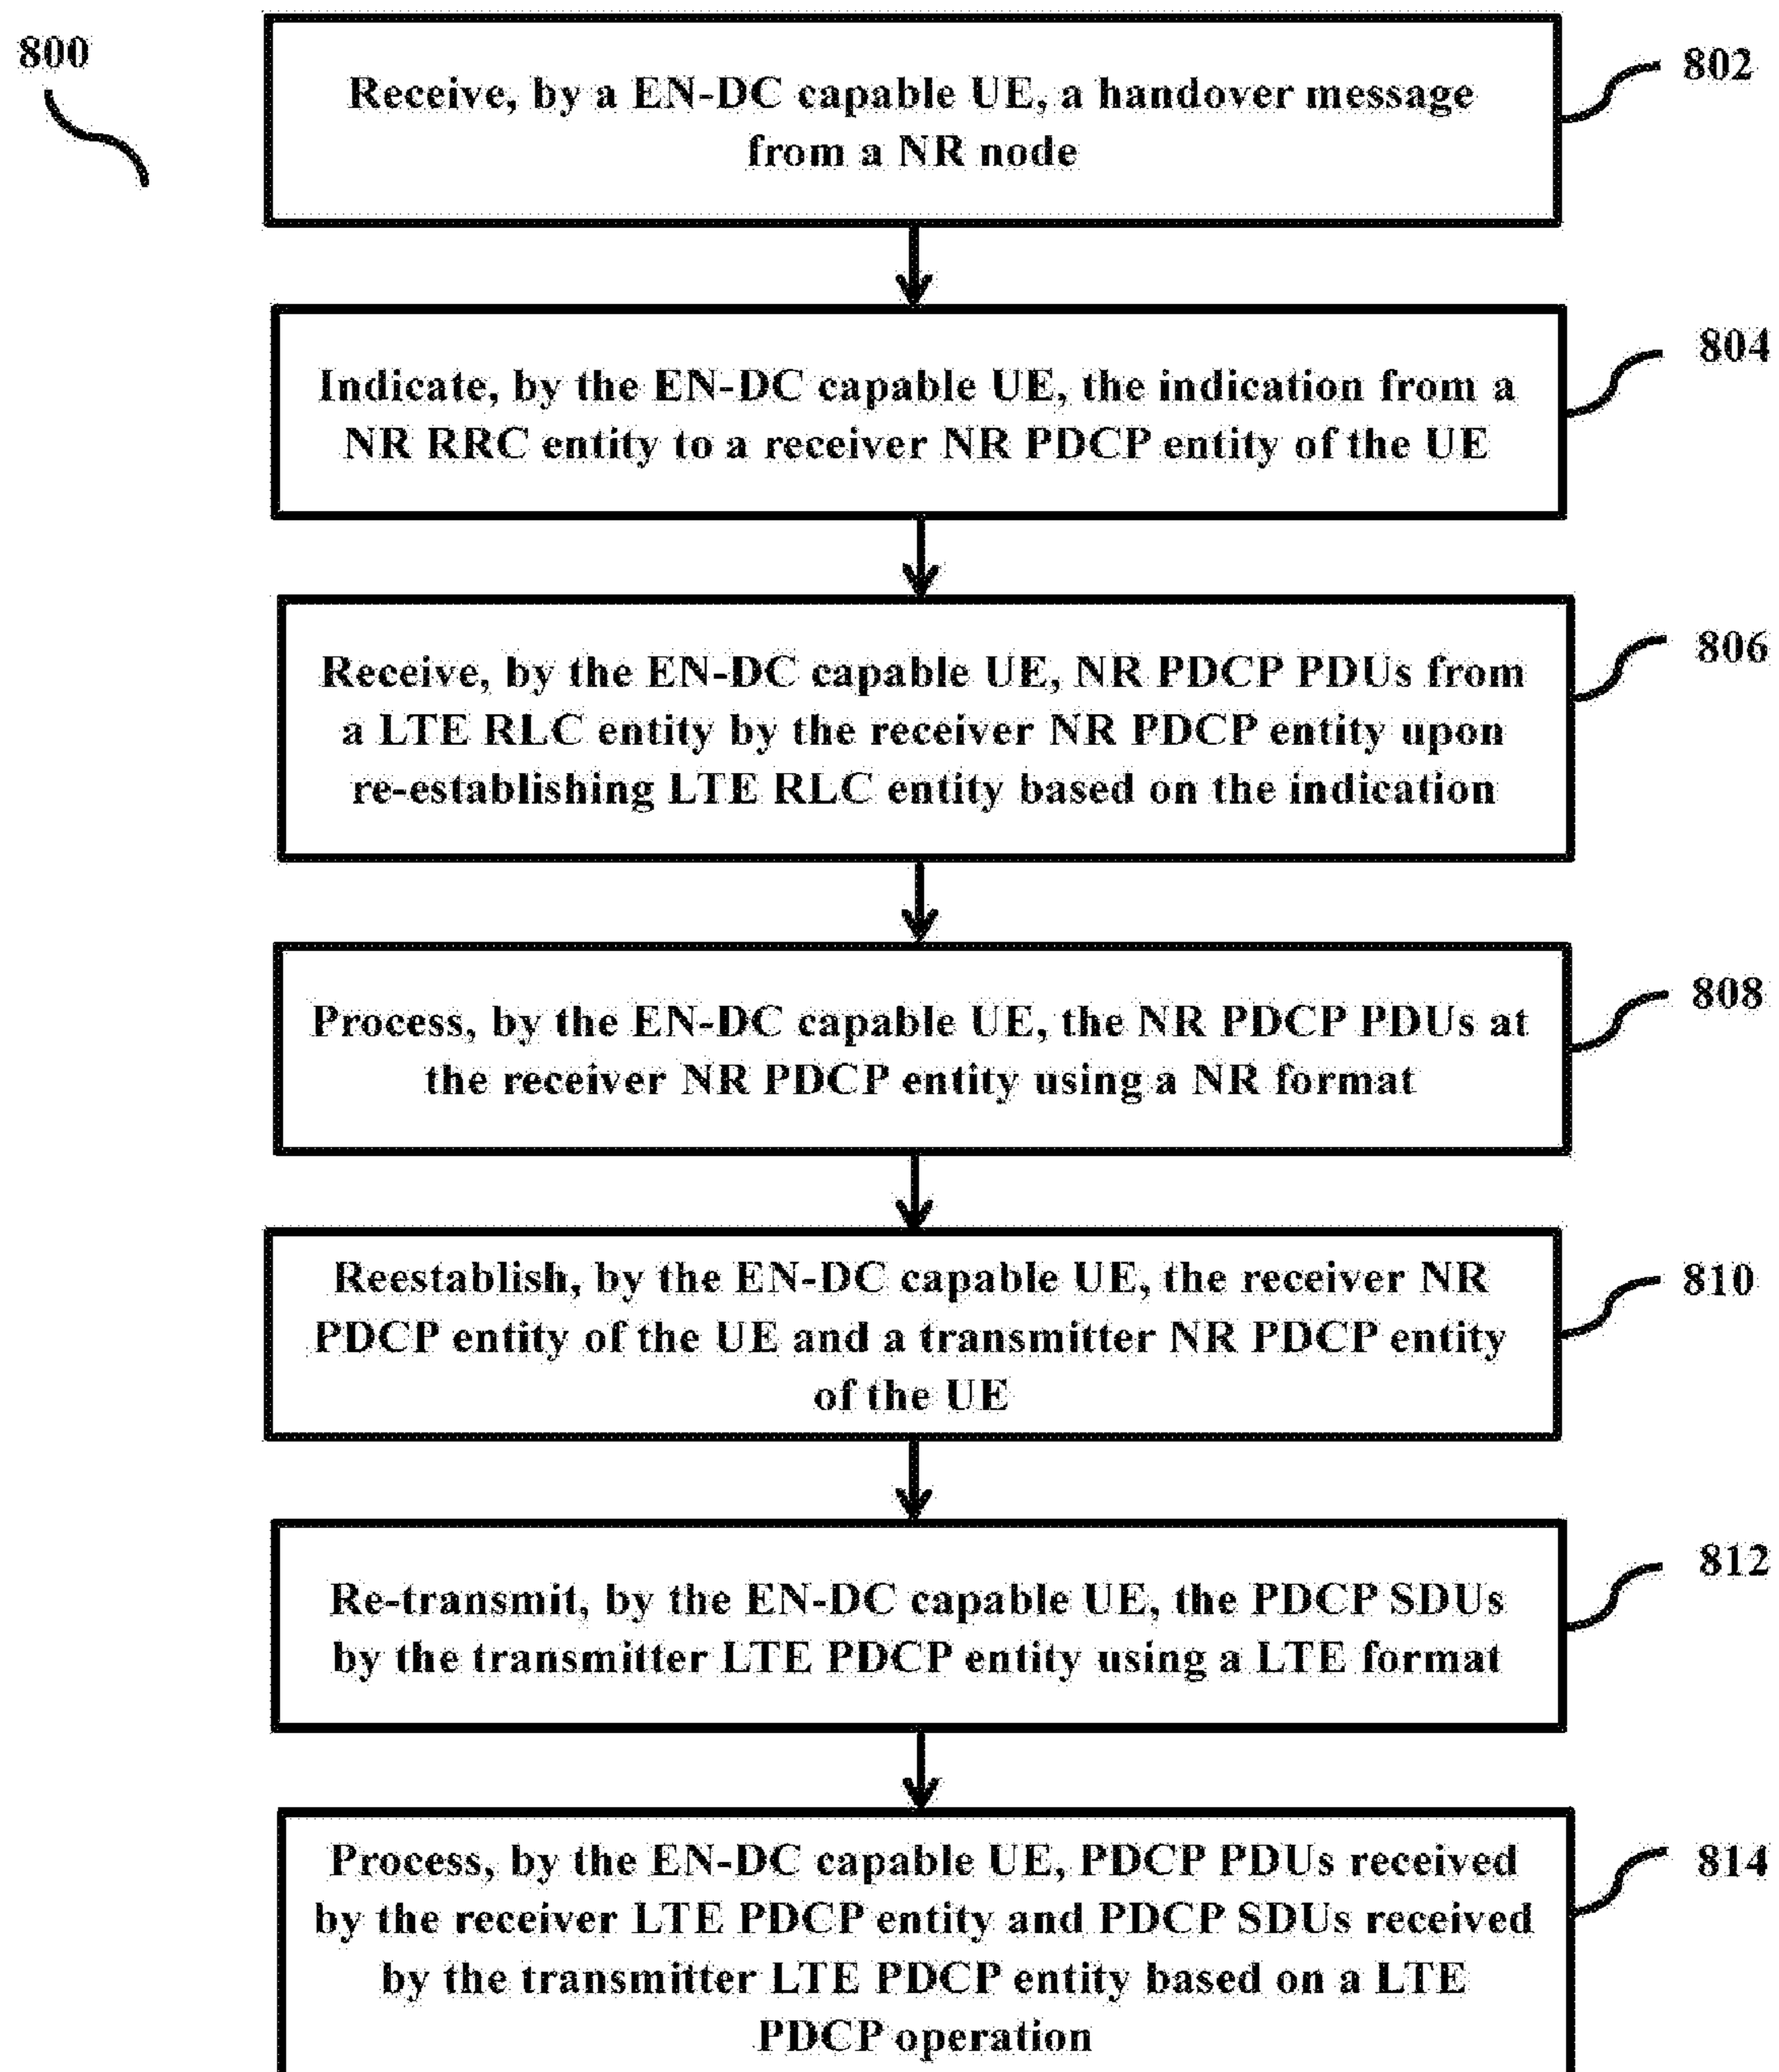 800
Receive, by a EN-DC capable UE, a handover message
from a NR node
802
Indicate, by the EN-DC capable UE, the indication from a
NR RRC entity to a receiver NR PDCP entity of the UE
804
Receive, by the EN-DC capable UE, NR PDCP PDUs from
a LTE RLC entity by the receiver NR PDCP entity upon
re-establishing LTE RLC entity based on the indication
806
Process, by the EN-DC capable UE, the NR PDCP PDUs at
the receiver NR PDCP entity using a NR format
808
Reestablish, by the EN-DC capable UE, the receiver NR
PDCP entity of the UE and a transmitter NR PDCP entity
of the UE
810
Re-transmit, by the EN-DC capable UE, the PDCP SDUs
by the transmitter LTE PDCP entity using a LTE format
812
Process, by the EN-DC capable UE, PDCP PDUs received
by the receiver LTE PDCP entity and PDCP SDUs received
by the transmitter LTE PDCP entity based on a LTE
PDCP operation
814